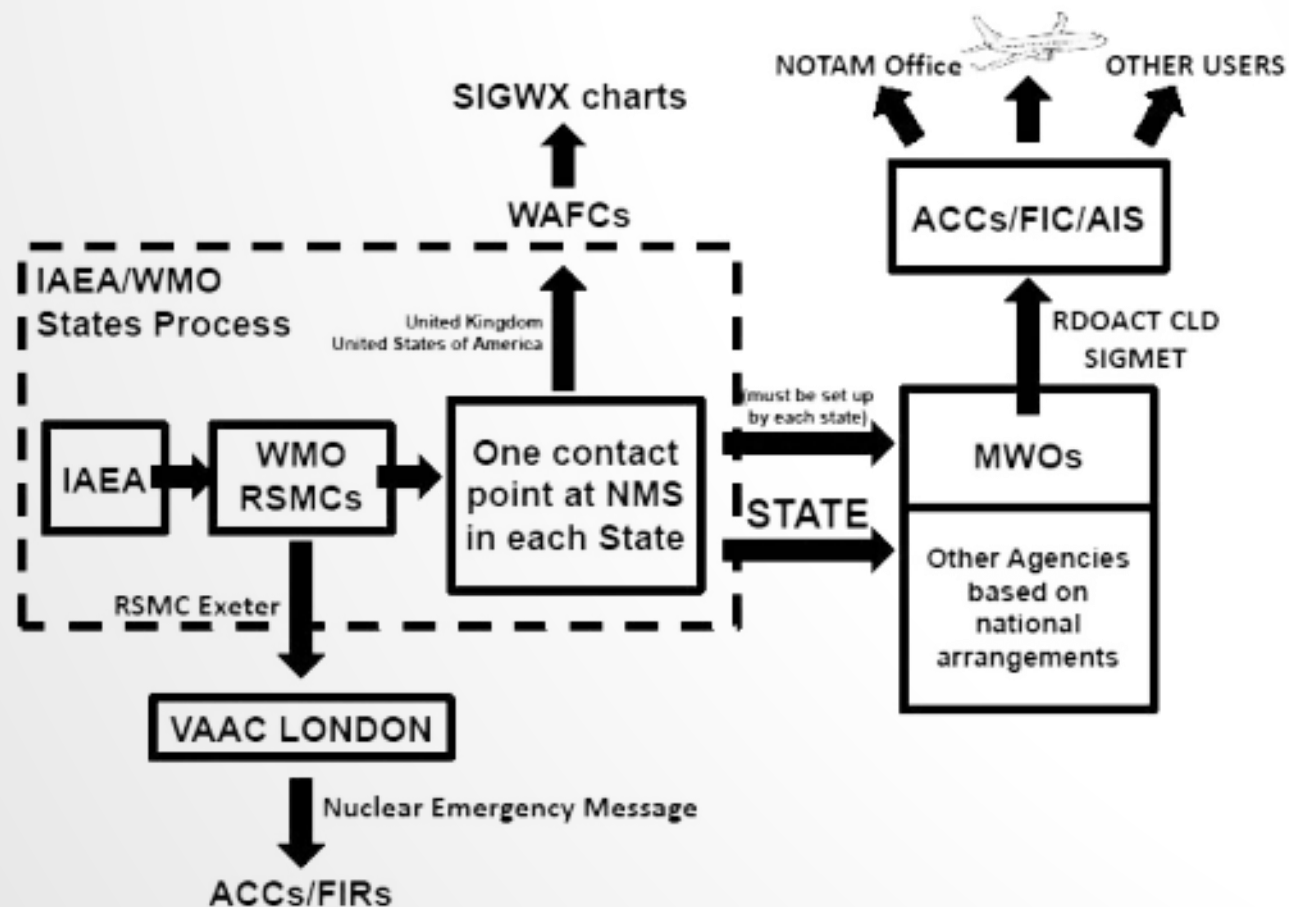 NOTAM Office
OTHER USERS
SIGWX charts
WAFCs
ACCs/FIC/AIS
IAEA/WMO
States Process
United Kingdom
United States of America
RDOACT CLD
SIGMET
(must be set up
by each state)
IAEA
WMO
RSMCs
One contact
point at NMS
in each State
MWOs
STATE
Other Agencies
based on
national
arrangements
RSMC Exeter
VAAC LONDON
Nuclear Emergency Message
ACCs/FIRs